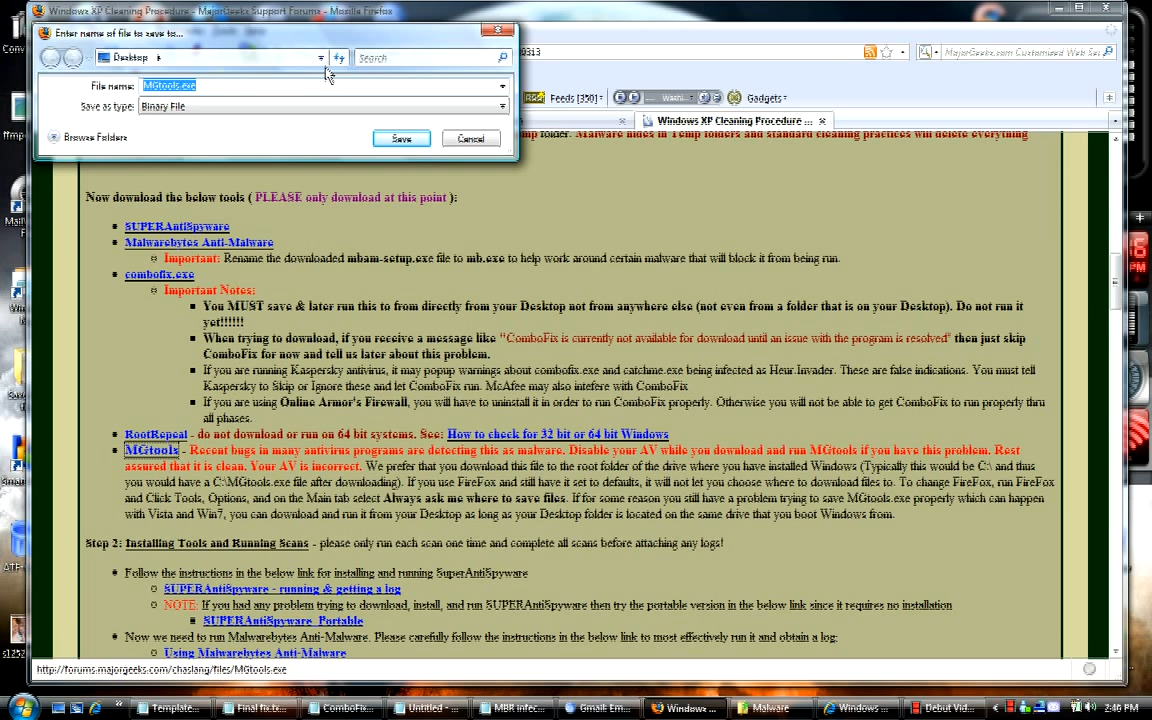 Windows XP Cleaning Procedure - MajorGeeks Support Forums - Mozilla Firefox
Enter name of file to save to...
Desktop
Search
File name: MGtools.exe
Save as type: Binary File
Browse Folders
Save
Cancel
9313
MajorGeeks.com Customized Web Sea
Feeds [350]
Washi...
Gadgets
Windows XP Cleaning Procedure ...
folder. Malware hides in Temp folders and standard cleaning practices will delete everything
Now download the below tools ( PLEASE only download at this point ):
SUPERAntiSpyware
Malwarebytes Anti-Malware
Important: Rename the downloaded mbam-setup.exe file to mb.exe to help work around certain malware that will block it from being run.
combofix.exe
Important Notes:
You MUST save & later run this to from directly from your Desktop not from anywhere else (not even from a folder that is on your Desktop). Do not run it
yet!!!!!!
When trying to download, if you receive a message like "ComboFix is currently not available for download until an issue with the program is resolved" then just skip
ComboFix for now and tell us later about this problem.
If you are running Kaspersky antivirus, it may popup warnings about combofix.exe and catchme.exe being infected as Heur.Invader. These are false indications. You must tell
Kaspersky to Skip or Ignore these and let ComboFix run. McAfee may also intefere with ComboFix
If you are using Online Armor's Firewall, you will have to uninstall it in order to run ComboFix properly. Otherwise you will not be able to get ComboFix to run properly thru
all phases.
RootRepeal - do not download or run on 64 bit systems. See: How to check for 32 bit or 64 bit Windows
MGtools - Recent bugs in many antivirus programs are detecting this as malware. Disable your AV while you download and run MGtools if you have this problem. Rest
assured that it is clean. Your AV is incorrect. We prefer that you download this file to the root folder of the drive where you have installed Windows (Typically this would be C:\ and thus
you would have a C:\MGtools.exe file after downloading). If you use FireFox and still have it set to defaults, it will not let you choose where to download files to. To change FireFox, run FireFox
and Click Tools, Options, and on the Main tab select Always ask me where to save files. If for some reason you still have a problem trying to save MGtools.exe properly which can happen
with Vista and Win7, you can download and run it from your Desktop as long as your Desktop folder is located on the same drive that you boot Windows from.
Step 2: Installing Tools and Running Scans - please only run each scan one time and complete all scans before attaching any logs!
Follow the instructions in the below link for installing and running SuperAntiSpyware
SUPERAntiSpyware - running & getting a log
NOTE: If you had any problem trying to download, install, and run SUPERAntiSpyware then try the portable version in the below link since it requires no installation
SUPERAntiSpyware Portable
Now we need to run Malwarebytes Anti-Malware. Please carefully follow the instructions in the below link to most effectively run it and obtain a log:
Using Malwarebytes Anti-Malware
http://forums.majorgeeks.com/chaslang/files/MGtools.exe
Template...
Final fix.tx...
ComboFix...
Untitled - ...
MBR infec...
Gmail: Em...
Windows ...
Malware
Windows ...
Debut Vid...
2:46 PM